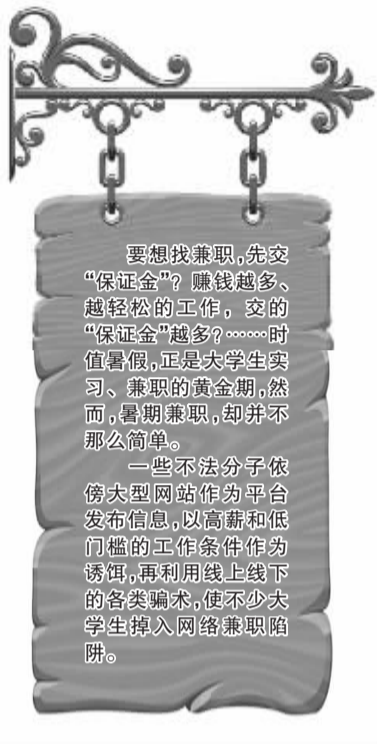 要想找兼职,先交
“保证金”？赚钱越多、
越轻松的工作，交的
“保证金”越多？……时
值暑假,正是大学生实
习、兼职的黄金期,然
而,暑期兼职,却并不
那么简单。
一些不法分子依
傍大型网站作为平台
发布信息,以高薪和低
门槛的工作条件作为
诱饵,再利用线上线下
的各类骗术,使不少大
学生掉入网络兼职陷
阱。